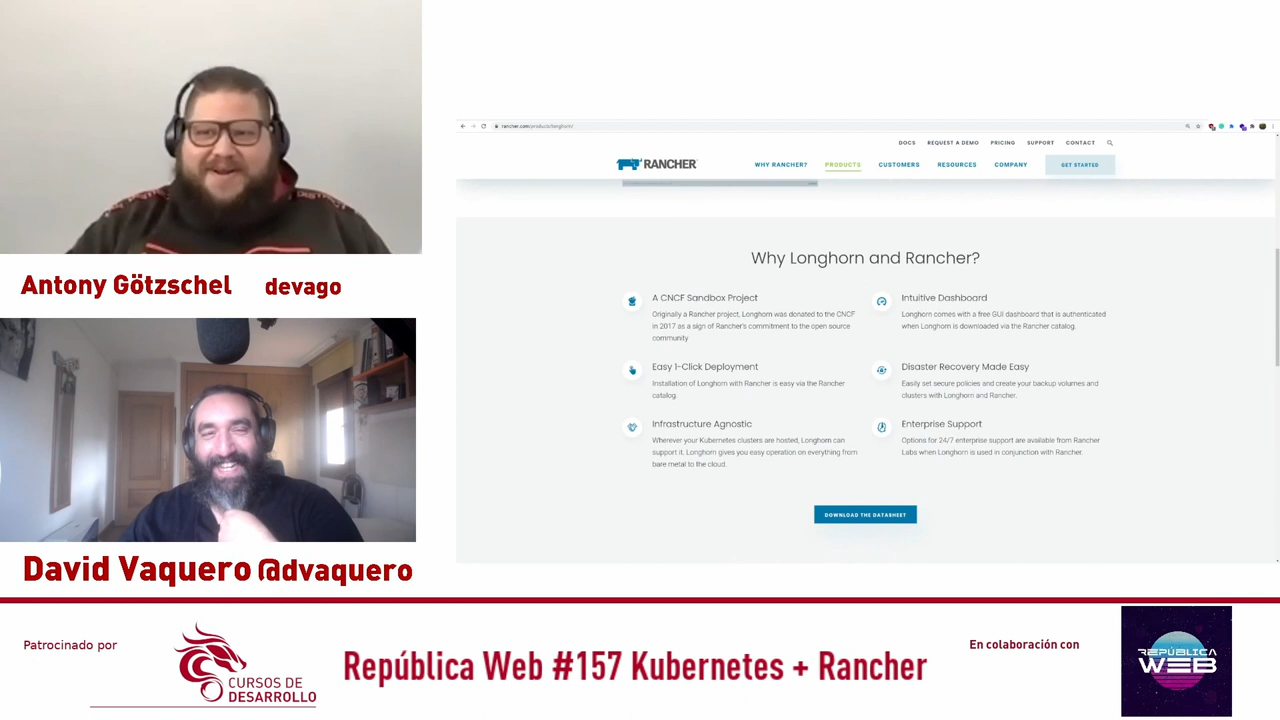 Antony Götzschel devago
David Vaquero @dvaquero
rancher.com/products/longhorn/
DOCS REQUEST A DEMO PRICING SUPPORT CONTACT
RANCHER
WHY RANCHER? PRODUCTS CUSTOMERS RESOURCES COMPANY GET STARTED
Why Longhorn and Rancher?
A CNCF Sandbox Project
Originally a Rancher project, Longhorn was donated to the CNCF
in 2017 as a sign of Rancher's commitment to the open source
community
Intuitive Dashboard
Longhorn comes with a free GUI dashboard that is authenticated
when Longhorn is downloaded via the Rancher catalog.
Easy 1-Click Deployment
Installation of Longhorn with Rancher is easy via the Rancher
catalog.
Disaster Recovery Made Easy
Easily set secure policies and create your backup volumes and
clusters with Longhorn and Rancher.
Infrastructure Agnostic
Wherever your Kubernetes clusters are hosted, Longhorn can
support it. Longhorn gives you easy operation on everything from
bare metal to the cloud.
Enterprise Support
Options for 24/7 enterprise support are available from Rancher
Labs when Longhorn is used in conjunction with Rancher.
DOWNLOAD THE DATASHEET
Patrocinado por
CURSOS DE
DESARROLLO
República Web #157 Kubernetes + Rancher
En colaboración con
REPÚBLICA
WEB